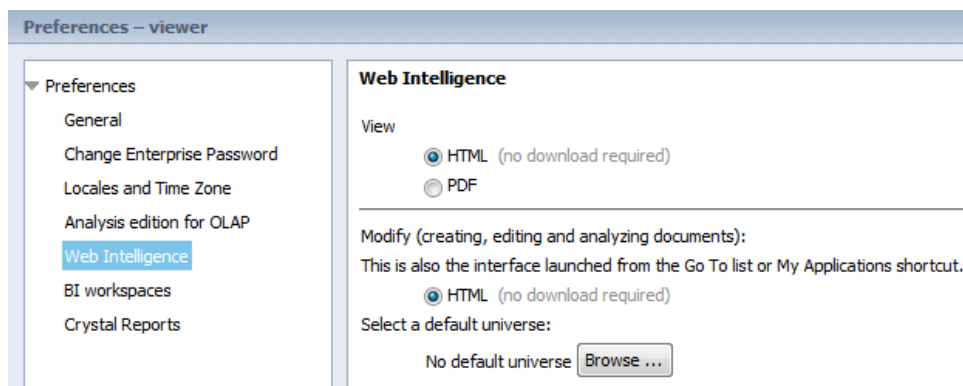 Preferences – viewer
Preferences
General
Change Enterprise Password
Locales and Time Zone
Analysis edition for OLAP
Web Intelligence
BI workspaces
Crystal Reports
Web Intelligence
View
HTML (no download required)
PDF
Modify (creating, editing and analyzing documents):
This is also the interface launched from the Go To list or My Applications shortcut.
HTML (no download required)
Select a default universe:
No default universe Browse ...